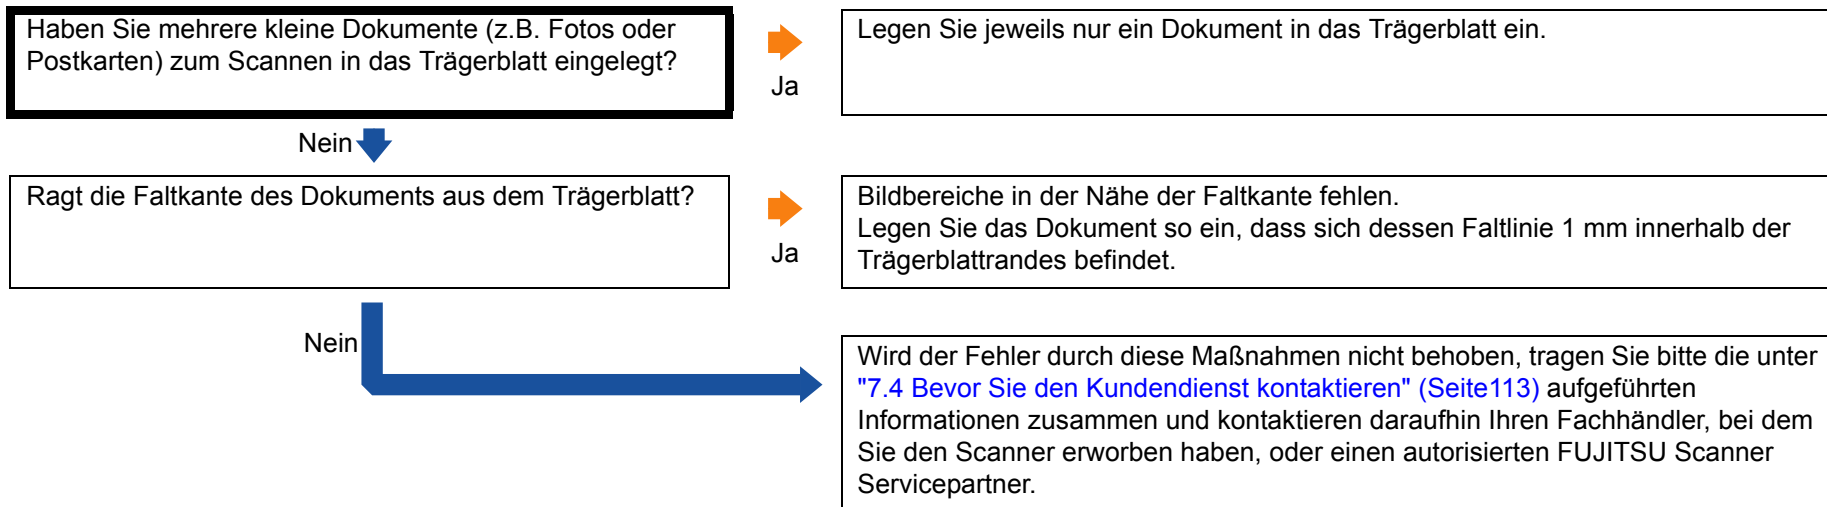 Haben Sie mehrere kleine Dokumente (z.B. Fotos oder
Postkarten) zum Scannen in das Trägerblatt eingelegt?
Ja
Legen Sie jeweils nur ein Dokument in das Trägerblatt ein.
Nein
Ragt die Faltkante des Dokuments aus dem Trägerblatt?
Ja
Bildbereiche in der Nähe der Faltkante fehlen.
Legen Sie das Dokument so ein, dass sich dessen Faltlinie 1 mm innerhalb der
Trägerblattrandes befindet.
Nein
Wird der Fehler durch diese Maßnahmen nicht behoben, tragen Sie bitte die unter
"7.4 Bevor Sie den Kundendienst kontaktieren" (Seite113) aufgeführten
Informationen zusammen und kontaktieren daraufhin Ihren Fachhändler, bei dem
Sie den Scanner erworben haben, oder einen autorisierten FUJITSU Scanner
Servicepartner.